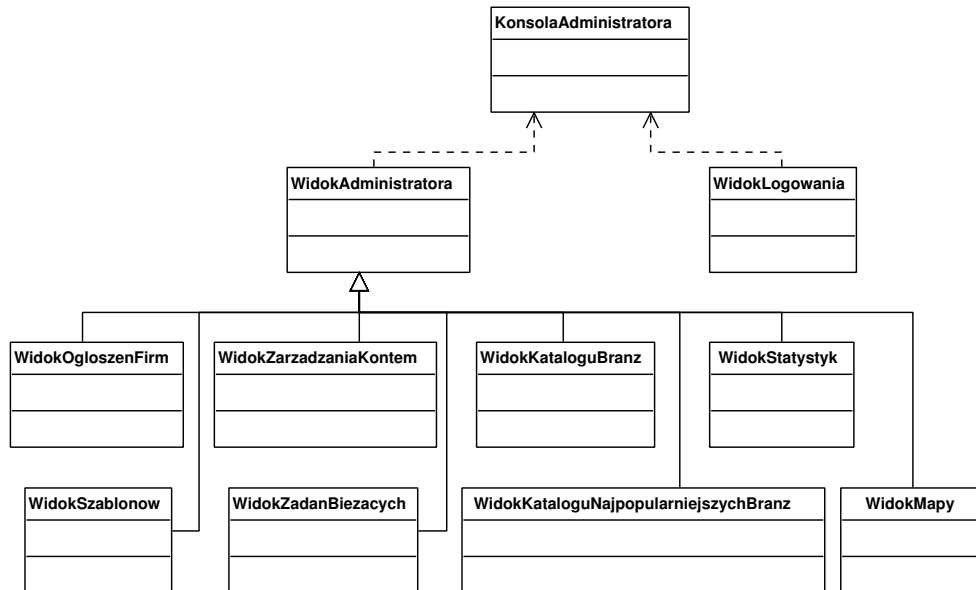 KonsolaAdministratora
WidokAdministratora
WidokLogowania
WidokOgloszenFirm
WidokZarzadzaniaKontem
WidokKataloguBranz
WidokStatystyk
WidokSzablonow
WidokZadanBiezacych
WidokKataloguNajpopularniejszychBranz
WidokMapy